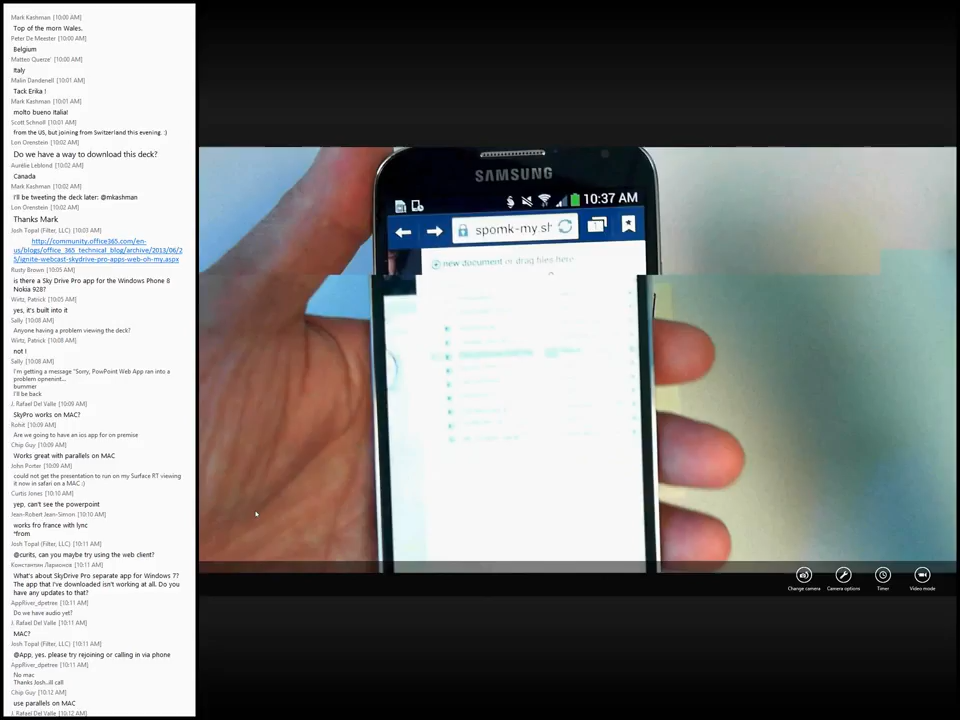 Mark Kashman [10:00 AM]
Top of the morn Wales.
Peter De Meester [10:00 AM]
Belgium
Matteo Querze' [10:00 AM]
Italy
Malin Dandenell [10:01 AM]
Tack Erika !
Mark Kashman [10:01 AM]
molto bueno Italia!
Scott Schnoll [10:01 AM]
from the US, but joining from Switzerland this evening. :)
Lon Orenstein [10:02 AM]
Do we have a way to download this deck?
Aurélie Leblond [10:02 AM]
Canada
Mark Kashman [10:02 AM]
I'll be tweeting the deck later: @mkashman
Lon Orenstein [10:02 AM]
Thanks Mark
Josh Topal (Filter, LLC) [10:03 AM]
http://community.office365.com/en-
us/blogs/office_365_technical_blog/archive/2013/06/2
5/ignite-webcast-skydrive-pro-apps-web-oh-my.aspx
Rusty Brown [10:05 AM]
is there a Sky Drive Pro app for the Windows Phone 8
Nokia 928?
Wirtz, Patrick [10:05 AM]
yes, it's built into it
Sally [10:08 AM]
Anyone having a problem viewing the deck?
Wirtz, Patrick [10:08 AM]
not I
Sally [10:08 AM]
I'm getting a message "Sorry, PowPoint Web App ran into a
problem opnenint...
bummer
I'll be back
J. Rafael Del Valle [10:09 AM]
SkyPro works on MAC?
Rohit [10:09 AM]
Are we going to have an ios app for on premise
Chip Guy [10:09 AM]
Works great with parallels on MAC
John Porter [10:09 AM]
could not get the presentation to run on my Surface RT viewing
it now in safari on a MAC :)
Curtis Jones [10:10 AM]
yep, can't see the powerpoint
Jean-Robert Jean-Simon [10:10 AM]
works fro france with lync
*from
Josh Topal (Filter, LLC) [10:11 AM]
@curits, can you maybe try using the web client?
Константин Ларионов [10:11 AM]
What's about SkyDrive Pro separate app for Windows 7?
The app that I've downloaded isn't working at all. Do you
have any updates to that?
AppRiver_dpetree [10:11 AM]
Do we have audio yet?
J. Rafael Del Valle [10:11 AM]
MAC?
Josh Topal (Filter, LLC) [10:11 AM]
@App, yes. please try rejoining or calling in via phone
AppRiver_dpetree [10:11 AM]
No mac
Thanks Josh..ill call
Chip Guy [10:12 AM]
use parallels on MAC
J. Rafael Del Valle [10:12 AM]
SAMSUNG
10:37 AM
spomk-my.sh
new document or drag files here
Change camera
Camera options
Timer
Video mode